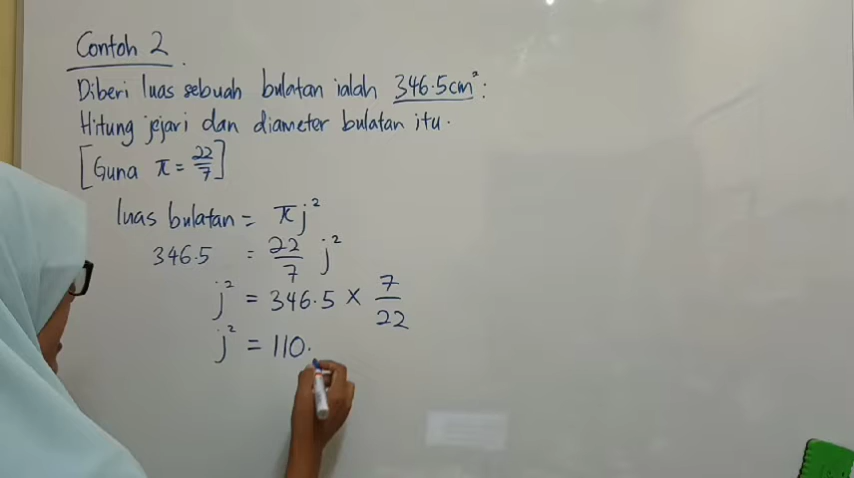 Contoh 2.
Diberi luas sebuah bulatan ialah 346.5cm²:
Hitung jejari dan diameter bulatan itu.
[Guna π = 22/7]
luas bulatan = πj²
346.5 = 22/7 j²
j² = 346.5 × 7/22
j² = 110.